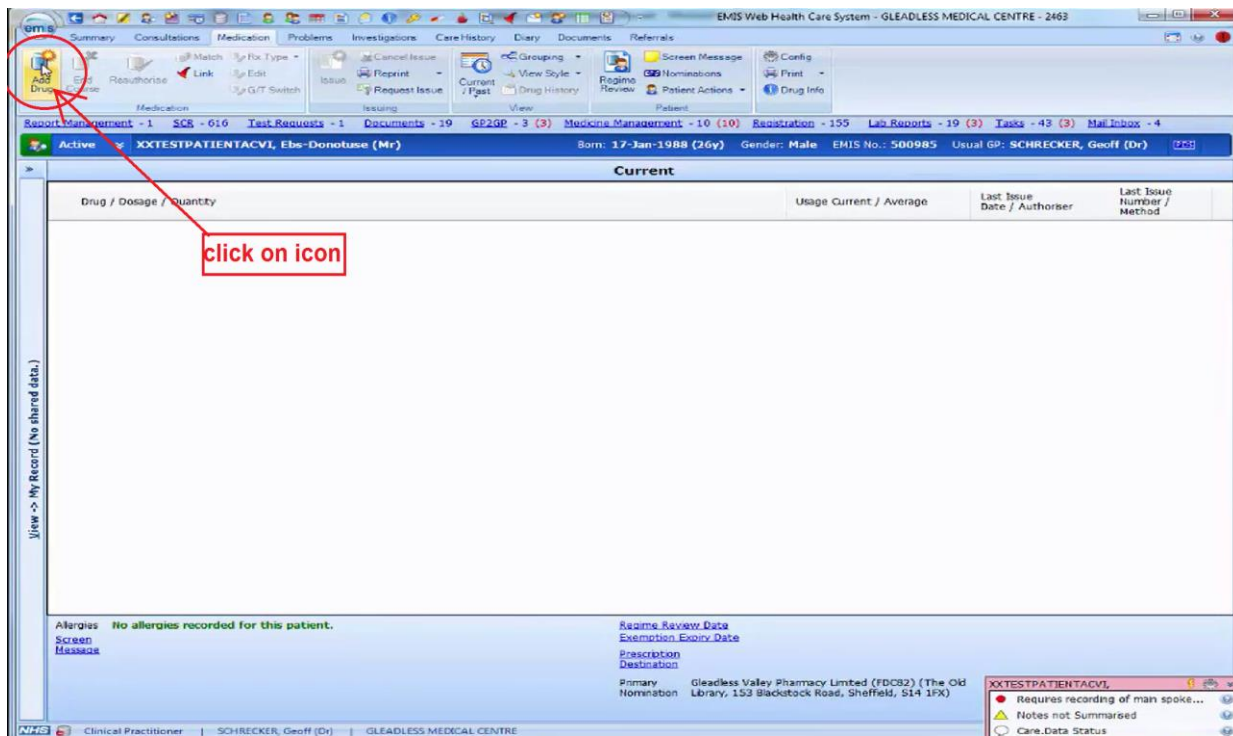 EMIS Web Health Care System - GLEADLESS MEDICAL CENTRE - 2463
emis
Summary Consultations Medication Problems Investigations Care History Diary Documents Referrals
Add Drug
End Course
Reauthorise
Match
Link
Rx Type
Edit
G/T Switch
Medication
Issue
Cancel Issue
Reprint
Request Issue
Issuing
Current / Past
Grouping
View Style
Drug History
View
Regime Review
Screen Message
Nominations
Patient Actions
Patient
Config
Print
Drug Info
Report Management - 1 SCR - 616 Test Requests - 1 Documents - 19 GP2GP - 3 (3) Medicine Management - 10 (10) Registration - 155 Lab Reports - 19 (3) Tasks - 43 (3) Mail Inbox - 4
Active XXTESTPATIENTACVI, Ebs-Donotuse (Mr) Born: 17-Jan-1988 (26y) Gender: Male EMIS No.: 500985 Usual GP: SCHRECKER, Geoff (Dr)
Current
Drug / Dosage / Quantity
Usage Current / Average
Last Issue Date / Authoriser
Last Issue Number / Method
click on icon
View -> My Record (No shared data.)
Allergies No allergies recorded for this patient.
Screen Message
Regime Review Date
Exemption Expiry Date
Prescription Destination
Primary Nomination
Gleadless Valley Pharmacy Limited (FDC82) (The Old
Library, 153 Blackstock Road, Sheffield, S14 1FX)
XXTESTPATIENTACVI,
Requires recording of man spoke...
Notes not Summarised
Care.Data Status
NHS Clinical Practitioner | SCHRECKER, Geoff (Dr) | GLEADLESS MEDICAL CENTRE